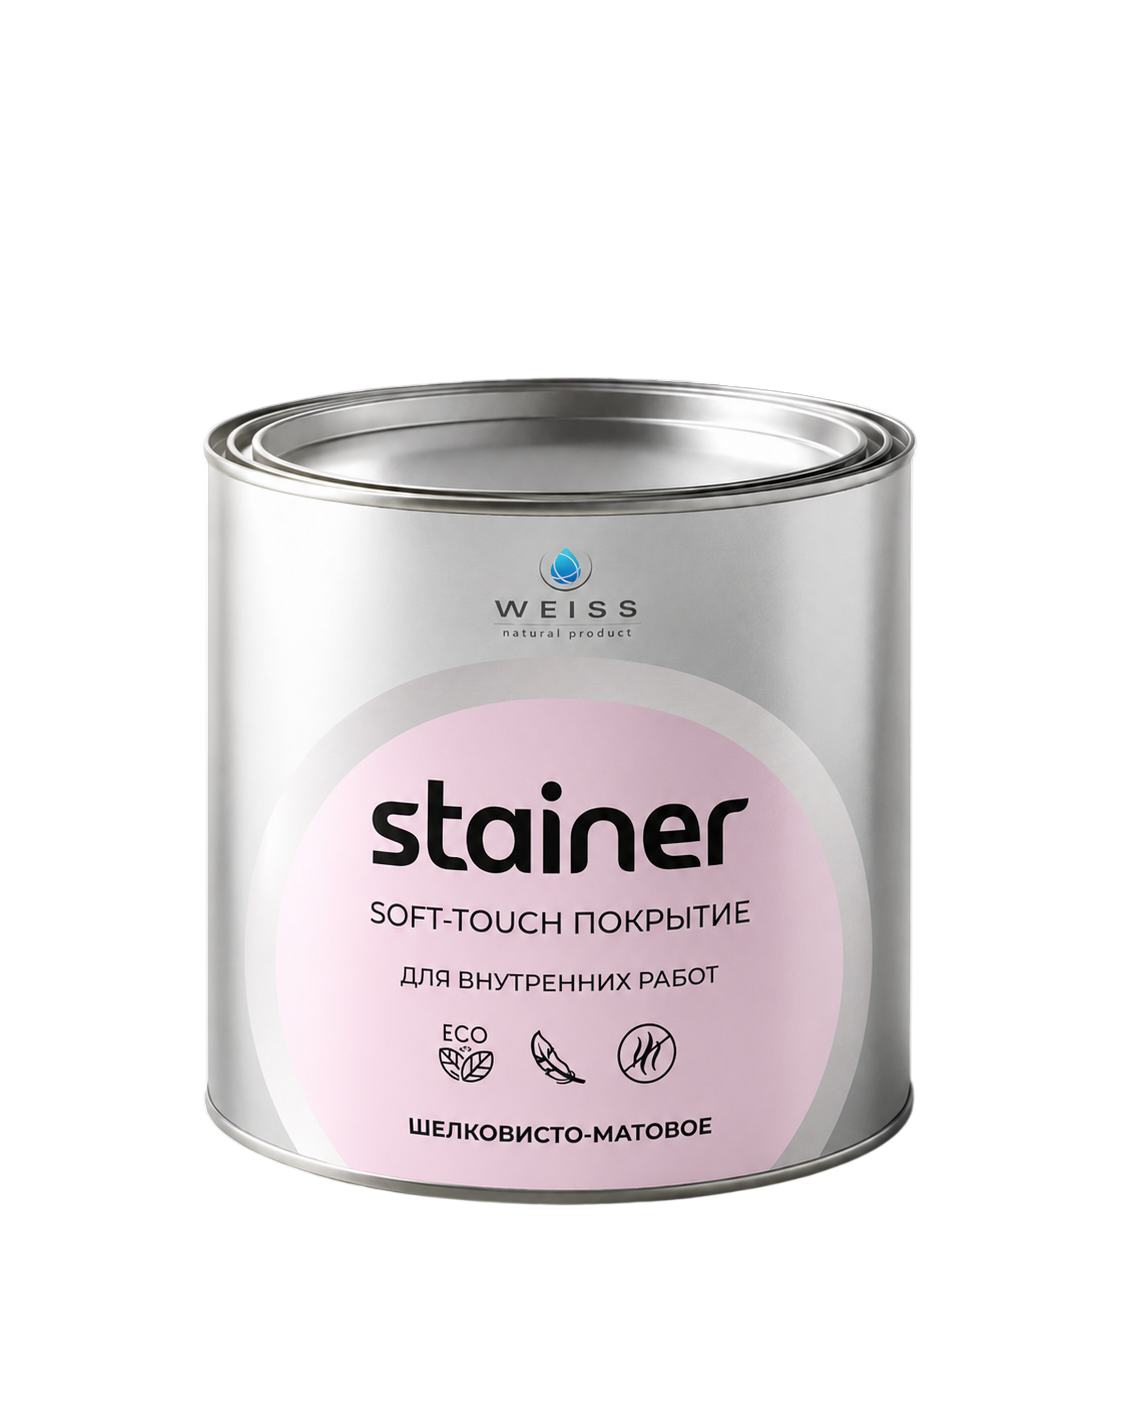 WEISS
natural product
stainer
SOFT-TOUCH ПОКРЫТИЕ
ДЛЯ ВНУТРЕННИХ РАБОТ
ECO
ШЕЛКОВИСТО-МАТОВОЕ